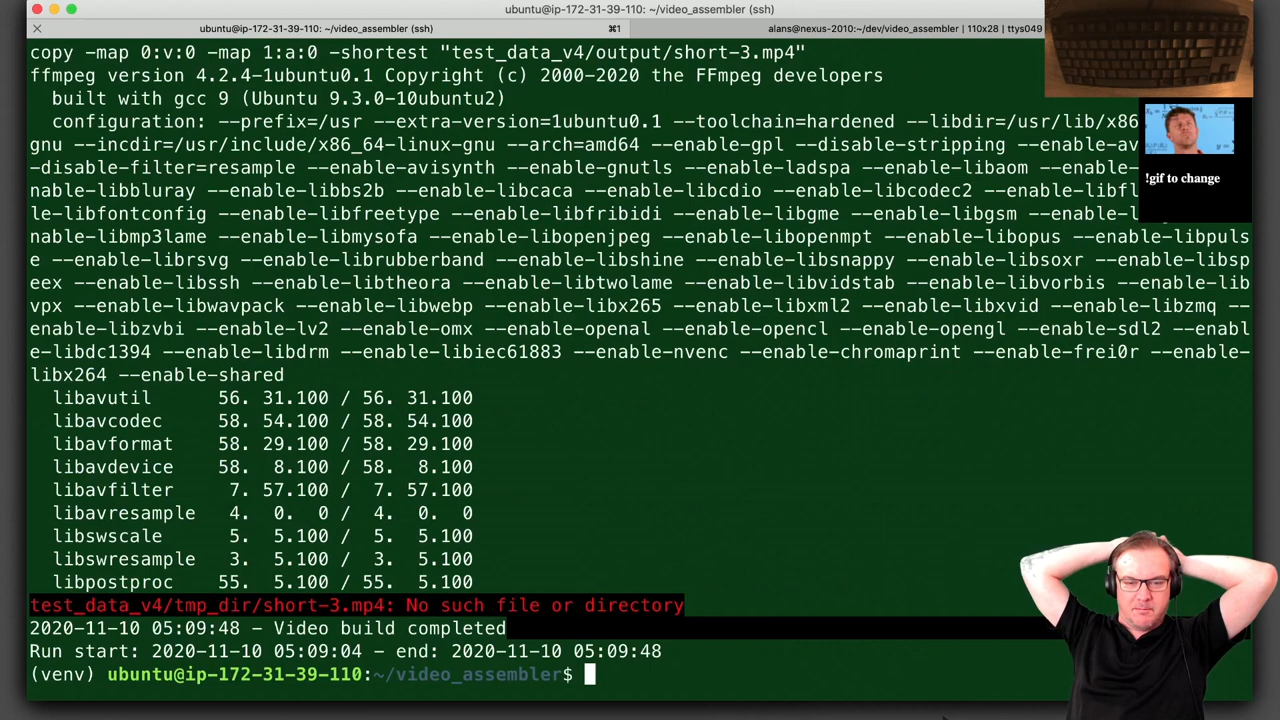 ubuntu@ip-172-31-39-110: ~/video_assembler (ssh)
ubuntu@ip-172-31-39-110: ~/video_assembler (ssh) ⌘1 alans@nexus-2010:~/dev/video_assembler | 110x28 | ttys049
copy -map 0:v:0 -map 1:a:0 -shortest "test_data_v4/output/short-3.mp4"
ffmpeg version 4.2.4-1ubuntu0.1 Copyright (c) 2000-2020 the FFmpeg developers
built with gcc 9 (Ubuntu 9.3.0-10ubuntu2)
configuration: --prefix=/usr --extra-version=1ubuntu0.1 --toolchain=hardened --libdir=/usr/lib/x86
gnu --incdir=/usr/include/x86_64-linux-gnu --arch=amd64 --enable-gpl --disable-stripping --enable-av
-disable-filter=resample --enable-avisynth --enable-gnutls --enable-ladspa --enable-libaom --e
nable-libbluray --enable-libbs2b --enable-libcaca --enable-libcdio --enable-libcodec2 --enable-libfl
le-libfontconfig --enable-libfreetype --enable-libfribidi --enable-libgme --enable-libgsm --enable-l
nable-libmp3lame --enable-libmysofa --enable-libopenjpeg --enable-libopenmpt --enable-libopus --enable-libpuls
e --enable-librsvg --enable-librubberband --enable-libshine --enable-libsnappy --enable-libsoxr --enable-libsp
eex --enable-libssh --enable-libtheora --enable-libtwolame --enable-libvidstab --enable-libvorbis --enable-lib
vpx --enable-libwavpack --enable-libwebp --enable-libx265 --enable-libxml2 --enable-libxvid --enable-libzmq --
enable-libzvbi --enable-lv2 --enable-omx --enable-openal --enable-opencl --enable-opengl --enable-sdl2 --enabl
e-libdc1394 --enable-libdrm --enable-libiec61883 --enable-nvenc --enable-chromaprint --enable-frei0r --enable-
libx264 --enable-shared
libavutil 56. 31.100 / 56. 31.100
libavcodec 58. 54.100 / 58. 54.100
libavformat 58. 29.100 / 58. 29.100
libavdevice 58. 8.100 / 58. 8.100
libavfilter 7. 57.100 / 7. 57.100
libavresample 4. 0. 0 / 4. 0. 0
libswscale 5. 5.100 / 5. 5.100
libswresample 3. 5.100 / 3. 5.100
libpostproc 55. 5.100 / 55. 5.100
test_data_v4/tmp_dir/short-3.mp4: No such file or directory
2020-11-10 05:09:48 - Video build completed
Run start: 2020-11-10 05:09:04 - end: 2020-11-10 05:09:48
(venv) ubuntu@ip-172-31-39-110:~/video_assembler$
!gif to change